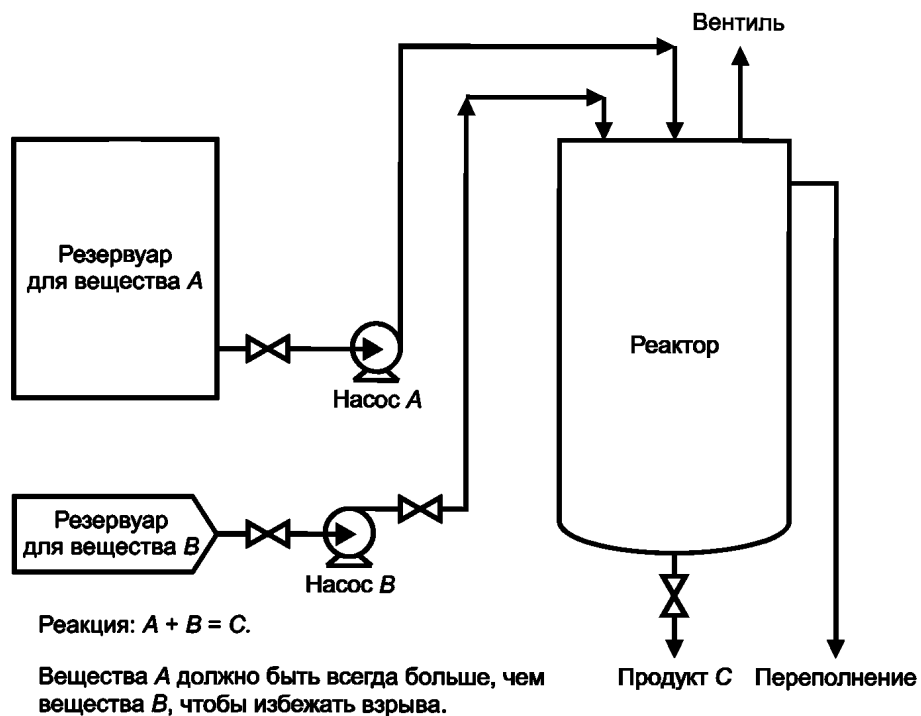 Вентиль
Резервуар
для вещества A
Реактор
Насос A
Резервуар
для вещества B
Насос B
Реакция: A + B = C.
Вещества A должно быть всегда больше, чем
вещества B, чтобы избежать взрыва.
Продукт C
Переполнение